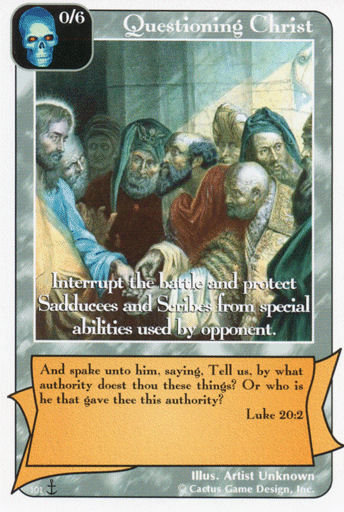 0/6
Questioning Christ
Interrupt the battle and protect
Sadducees and Scribes from special
abilities used by opponent.
And spake unto him, saying, Tell us, by what
authority doest thou these things? Or who is
he that gave thee this authority?
Luke 20:2
Illus. Artist Unknown
101
© Cactus Game Design, Inc.